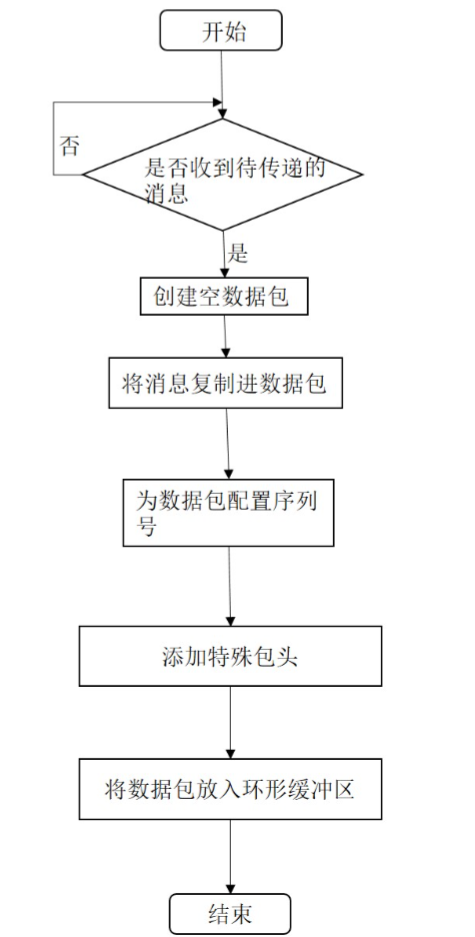 开始
否
是否收到待传递的
消息
是
创建空数据包
将消息复制进数据包
为数据包配置序列
号
添加特殊包头
将数据包放入环形缓冲区
结束